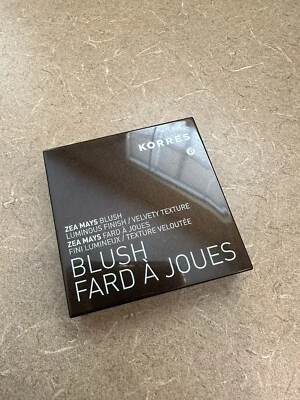 KORRES
ZEA MAYS BLUSH
LUMINOUS FINISH / VELVETY TEXTURE
ZEA MAYS FARD À JOUES
FINI LUMINEUX / TEXTURE VELOUTÉE
BLUSH
FARD À JOUES